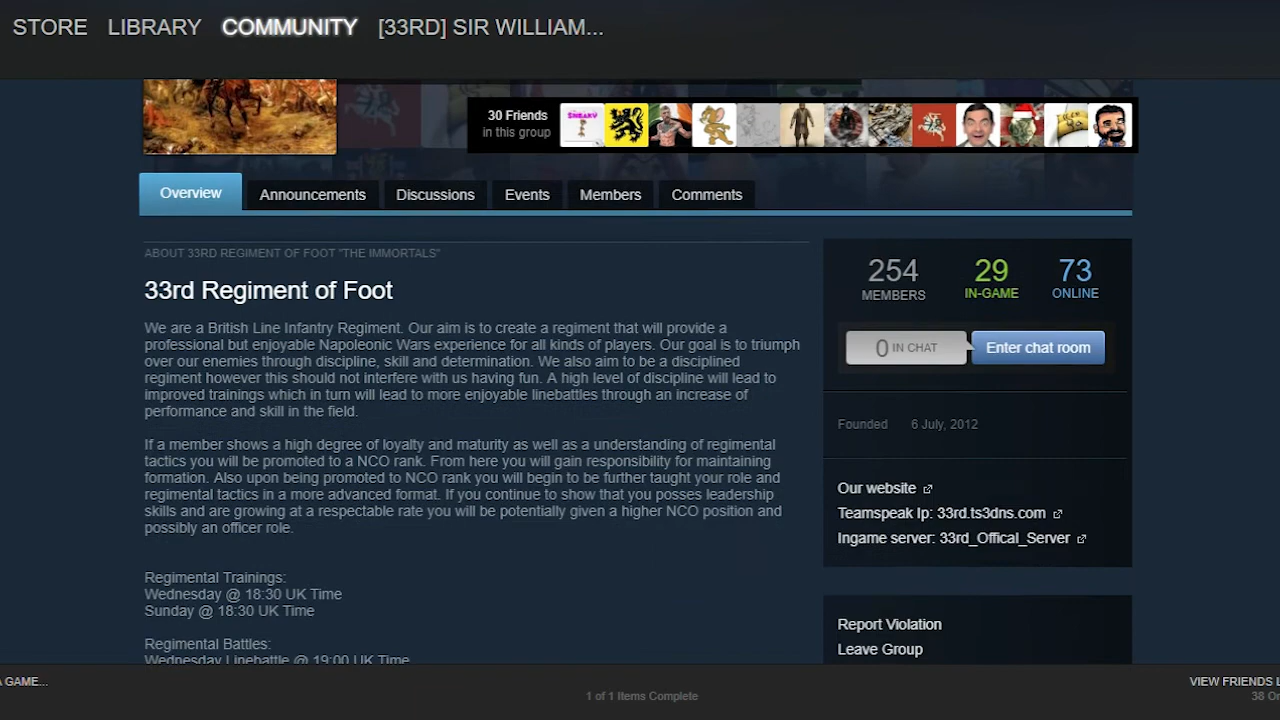 STORE LIBRARY COMMUNITY [33RD] SIR WILLIAM...
30 Friends
in this group
SNEAKY
Overview Announcements Discussions Events Members Comments
ABOUT 33RD REGIMENT OF FOOT "THE IMMORTALS"
33rd Regiment of Foot
We are a British Line Infantry Regiment. Our aim is to create a regiment that will provide a
professional but enjoyable Napoleonic Wars experience for all kinds of players. Our goal is to triumph
over our enemies through discipline, skill and determination. We also aim to be a disciplined
regiment however this should not interfere with us having fun. A high level of discipline will lead to
improved trainings which in turn will lead to more enjoyable linebattles through an increase of
performance and skill in the field.
If a member shows a high degree of loyalty and maturity as well as a understanding of regimental
tactics you will be promoted to a NCO rank. From here you will gain responsibility for maintaining
formation. Also upon being promoted to NCO rank you will begin to be further taught your role and
regimental tactics in a more advanced format. If you continue to show that you posses leadership
skills and are growing at a respectable rate you will be potentially given a higher NCO position and
possibly an officer role.
Regimental Trainings:
Wednesday @ 18:30 UK Time
Sunday @ 18:30 UK Time
Regimental Battles:
Wednesday Linebattle @ 19:00 UK Time
254 29 73
MEMBERS IN-GAME ONLINE
0 IN CHAT Enter chat room
Founded 6 July, 2012
Our website
Teamspeak Ip: 33rd.ts3dns.com
Ingame server: 33rd_Offical_Server
Report Violation
Leave Group
A GAME...
1 of 1 Items Complete
VIEW FRIENDS L
38 On